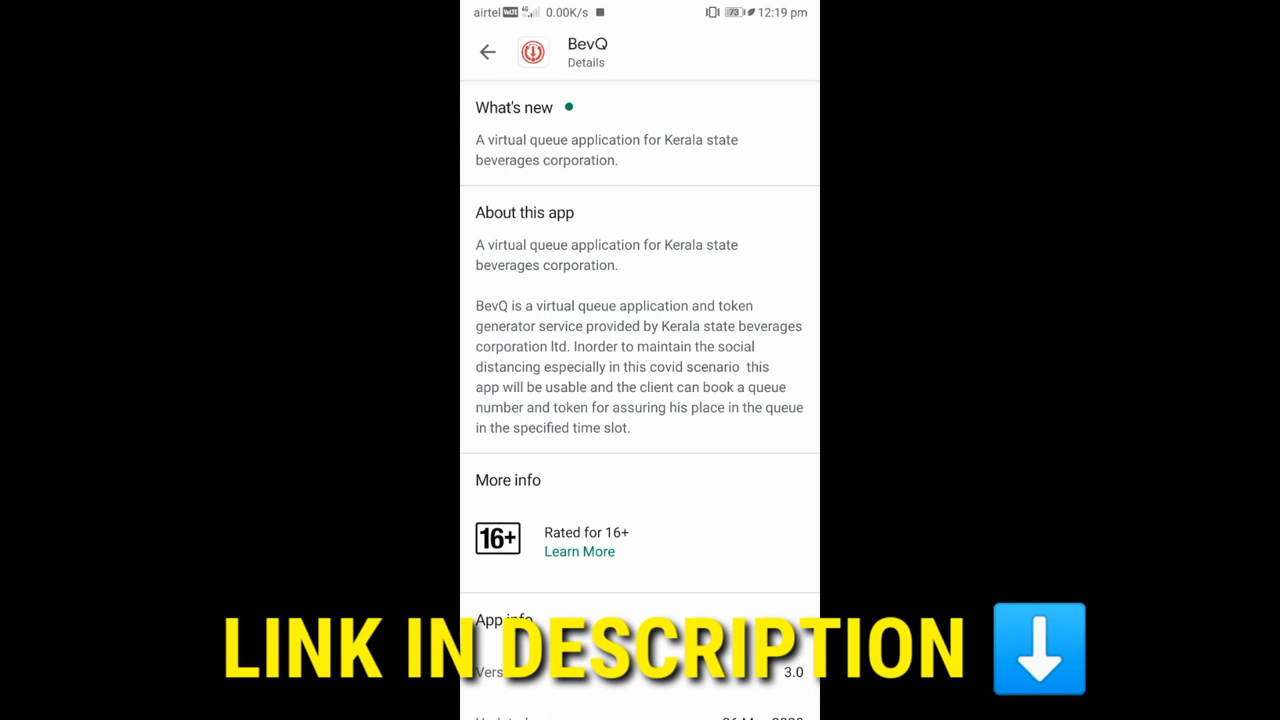 airtel VoLTE 4G 0.00K/s 73 12:19 pm
BevQ
Details
What's new
A virtual queue application for Kerala state
beverages corporation.
About this app
A virtual queue application for Kerala state
beverages corporation.
BevQ is a virtual queue application and token
generator service provided by Kerala state beverages
corporation ltd. Inorder to maintain the social
distancing especially in this covid scenario this
app will be usable and the client can book a queue
number and token for assuring his place in the queue
in the specified time slot.
More info
16+
Rated for 16+
Learn More
App info
LINK IN DESCRIPTION
3.0